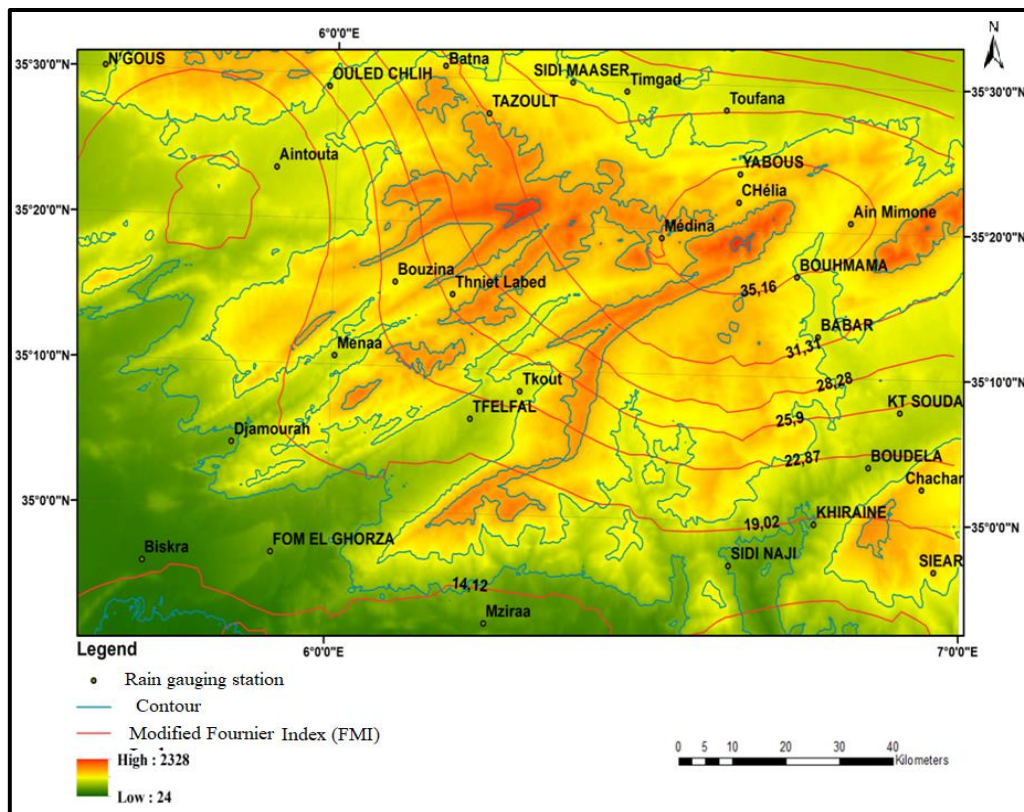 6°0'0"E
N
35°30'0"N
N'GOUS
Batna
OULED CHLIH
SIDI MAASER
Timgad
35°30'0"N
TAZOULT
Toufana
Aintouta
YABOUS
CHélia
35°20'0"N
Ain Mimone
Médina
35°20'0"N
Bouzina
BOUHMAMA
Thniet Labed
35,16
BABAR
Menaa
31,31
35°10'0"N
28,28
35°10'0"N
Tkout
KT SOUDA
TFELFAL
25,9
Djamourah
22,87
BOUDELA
Chachar
35°0'0"N
KHIRAINE
19,02
35°0'0"N
FOM EL GHORZA
Biskra
SIDI NAJI
SIEAR
14,12
Mziraa
6°0'0"E
7°0'0"E
Legend
Rain gauging station
Contour
Modified Fournier Index (FMI)
High : 2328
Low : 24
0 5 10 20 30 40
Kilometers